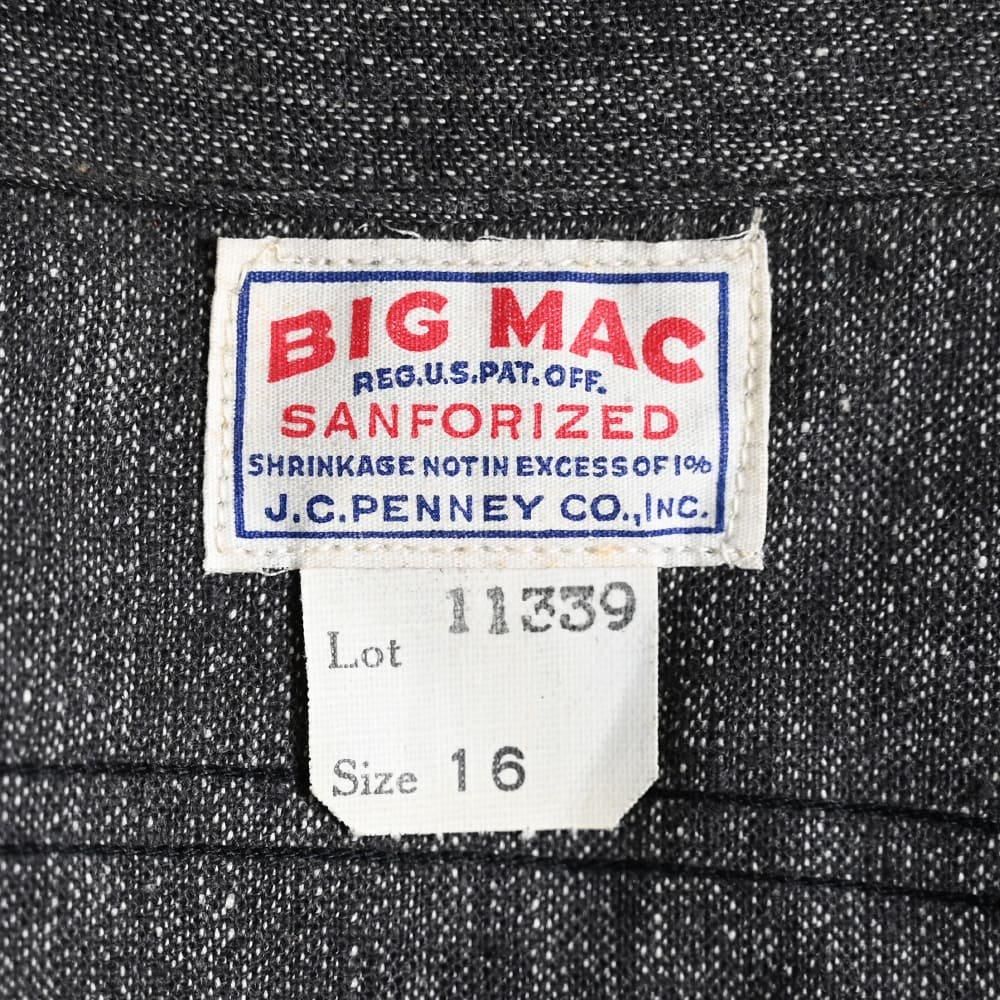 BIG MAC
REG.U.S.PAT.OFF.
SANFORIZED
SHRINKAGE NOT IN EXCESS OF 1%
J.C.PENNEY CO.,INC.
11339
Lot
Size 16